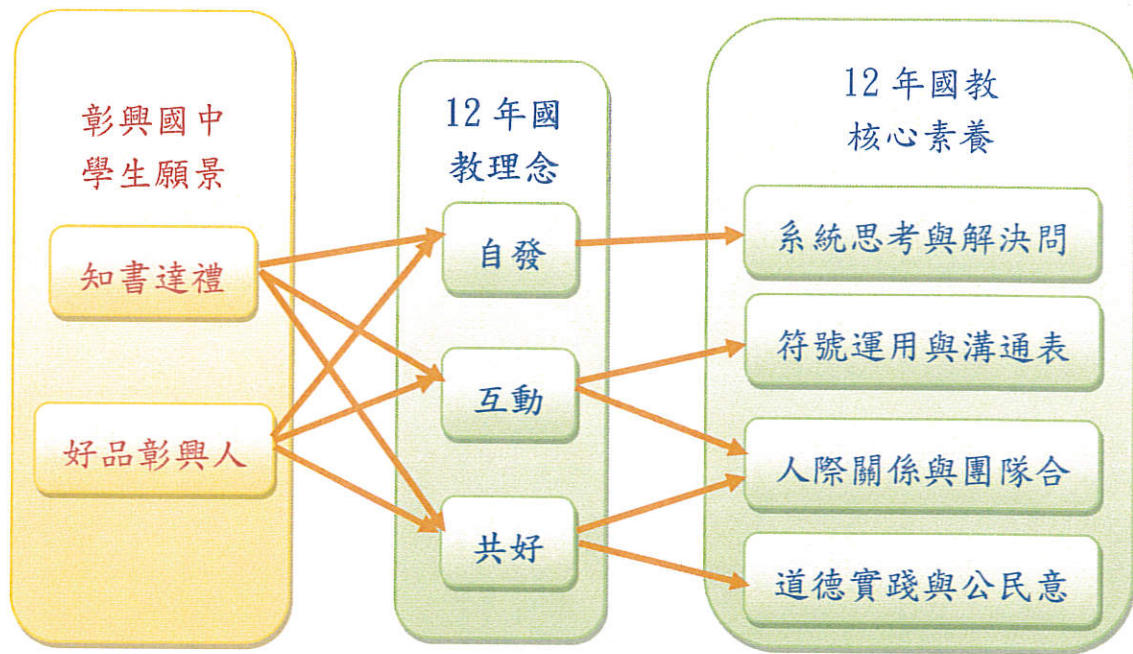 彰興國中
學生願景
知書達禮
好品彰興人
12 年國
教理念
自發
互動
共好
12 年國教
核心素養
系統思考與解決問
符號運用與溝通表
人際關係與團隊合
道德實踐與公民意